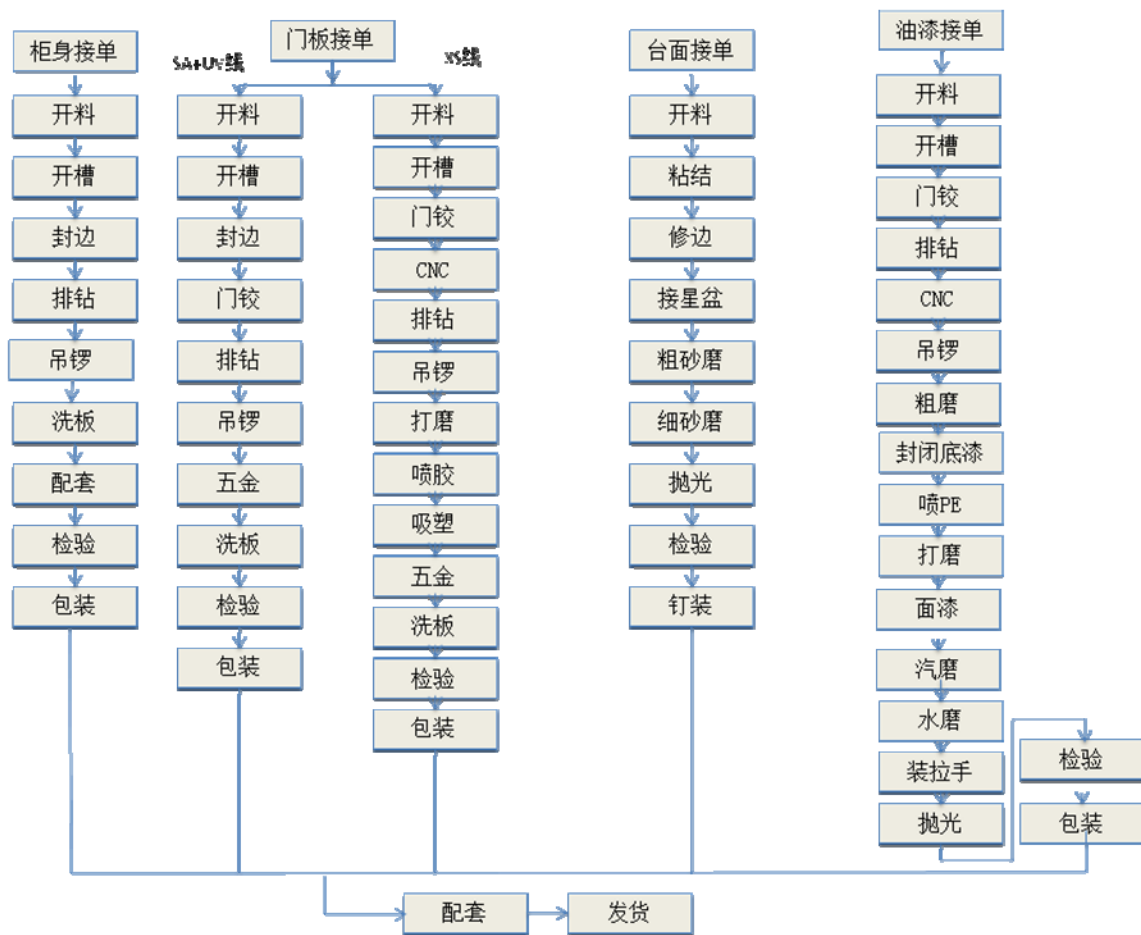 柜身接单
开料
开槽
封边
排钻
吊锣
洗板
配套
检验
包装
门板接单
SA+UV线
开料
开槽
封边
门铰
排钻
吊锣
五金
洗板
检验
包装
XS线
开料
开槽
门铰
CNC
排钻
吊锣
打磨
喷胶
吸塑
五金
洗板
检验
包装
台面接单
开料
粘结
修边
接星盆
粗砂磨
细砂磨
抛光
检验
钉装
油漆接单
开料
开槽
门铰
排钻
CNC
吊锣
粗磨
封闭底漆
喷PE
打磨
面漆
汽磨
水磨
装拉手
抛光
检验
包装
配套
发货